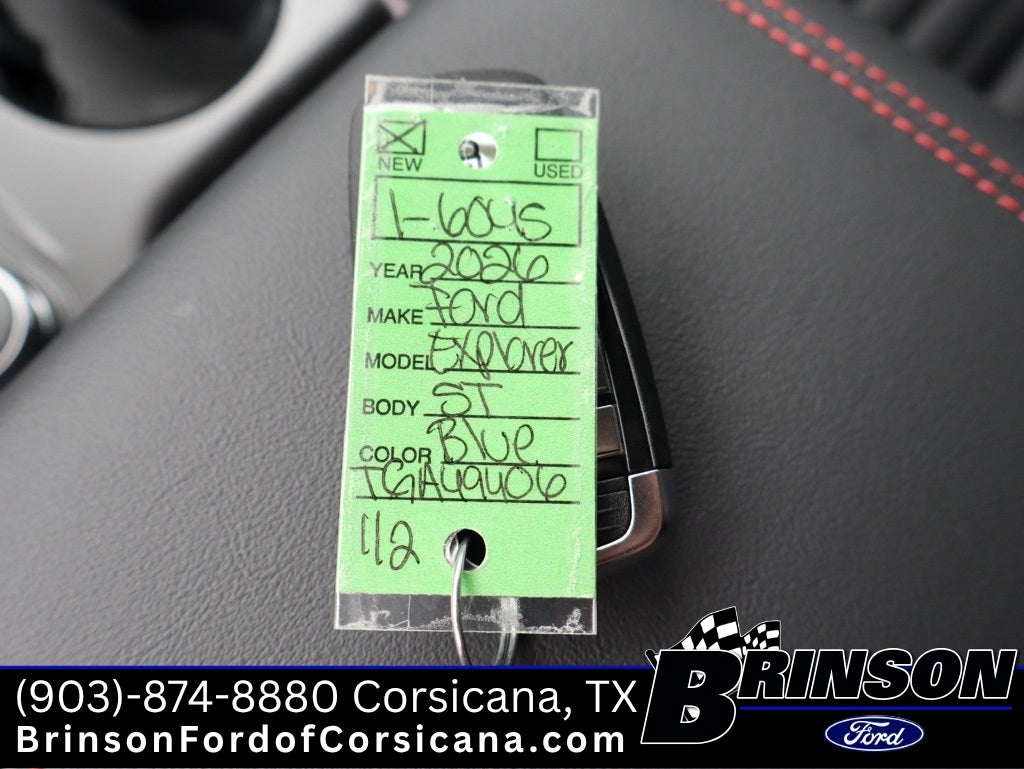 NEW USED
1-6045
YEAR 2026
MAKE Ford
MODEL Explorer
BODY ST
COLOR Blue
TGA49406
112
(903)-874-8880 Corsicana, TX
BrinsonFordofCorsicana.com
BRINSON
Ford